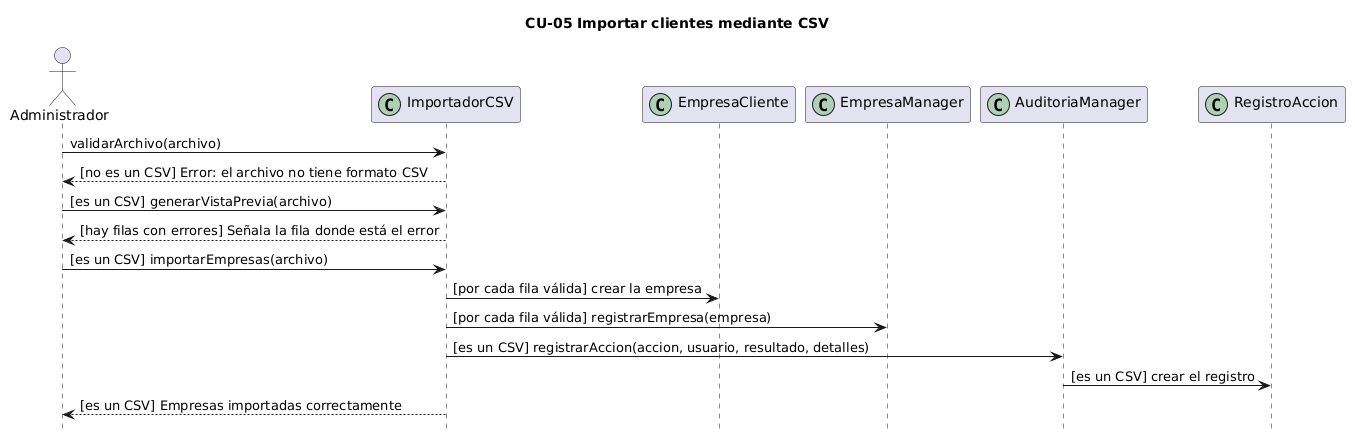 CU-05 Importar clientes mediante CSV
Administrador
C ImportadorCSV
C EmpresaCliente
C EmpresaManager
C AuditoriaManager
C RegistroAccion
validarArchivo(archivo)
[no es un CSV] Error: el archivo no tiene formato CSV
[es un CSV] generarVistaPrevia(archivo)
[hay filas con errores] Señala la fila donde está el error
[es un CSV] importarEmpresas(archivo)
[por cada fila válida] crear la empresa
[por cada fila válida] registrarEmpresa(empresa)
[es un CSV] registrarAccion(accion, usuario, resultado, detalles)
[es un CSV] crear el registro
[es un CSV] Empresas importadas correctamente